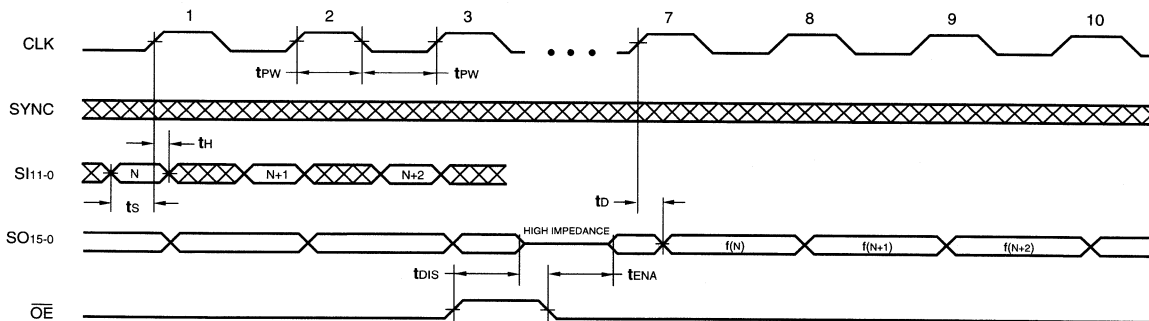 1 2 3 7 8 9 10
CLK
tPW tPW
SYNC
tH
SI11-0 N N+1 N+2
tS tD
SO15-0 HIGH IMPEDANCE f(N) f(N+1) f(N+2)
tDIS tENA
OE